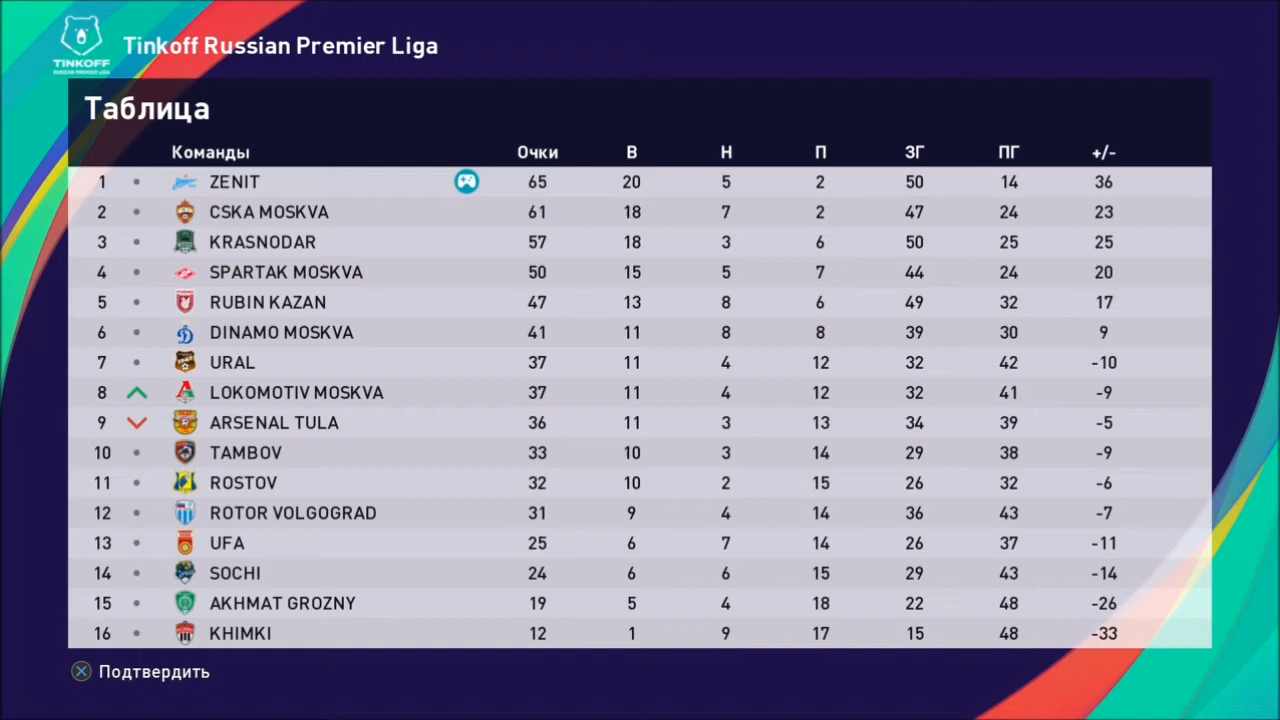 Tinkoff Russian Premier Liga
TINKOFF
RUSSIAN PREMIER LIGA
Таблица
Команды Очки В Н П ЗГ ПГ +/-
1 ZENIT 65 20 5 2 50 14 36
2 CSKA MOSKVA 61 18 7 2 47 24 23
3 KRASNODAR 57 18 3 6 50 25 25
4 SPARTAK MOSKVA 50 15 5 7 44 24 20
5 RUBIN KAZAN 47 13 8 6 49 32 17
6 DINAMO MOSKVA 41 11 8 8 39 30 9
7 URAL 37 11 4 12 32 42 -10
8 LOKOMOTIV MOSKVA 37 11 4 12 32 41 -9
9 ARSENAL TULA 36 11 3 13 34 39 -5
10 TAMBOV 33 10 3 14 29 38 -9
11 ROSTOV 32 10 2 15 26 32 -6
12 ROTOR VOLGOGRAD 31 9 4 14 36 43 -7
13 UFA 25 6 7 14 26 37 -11
14 SOCHI 24 6 6 15 29 43 -14
15 AKHMAT GROZNY 19 5 4 18 22 48 -26
16 KHIMKI 12 1 9 17 15 48 -33
Подтвердить